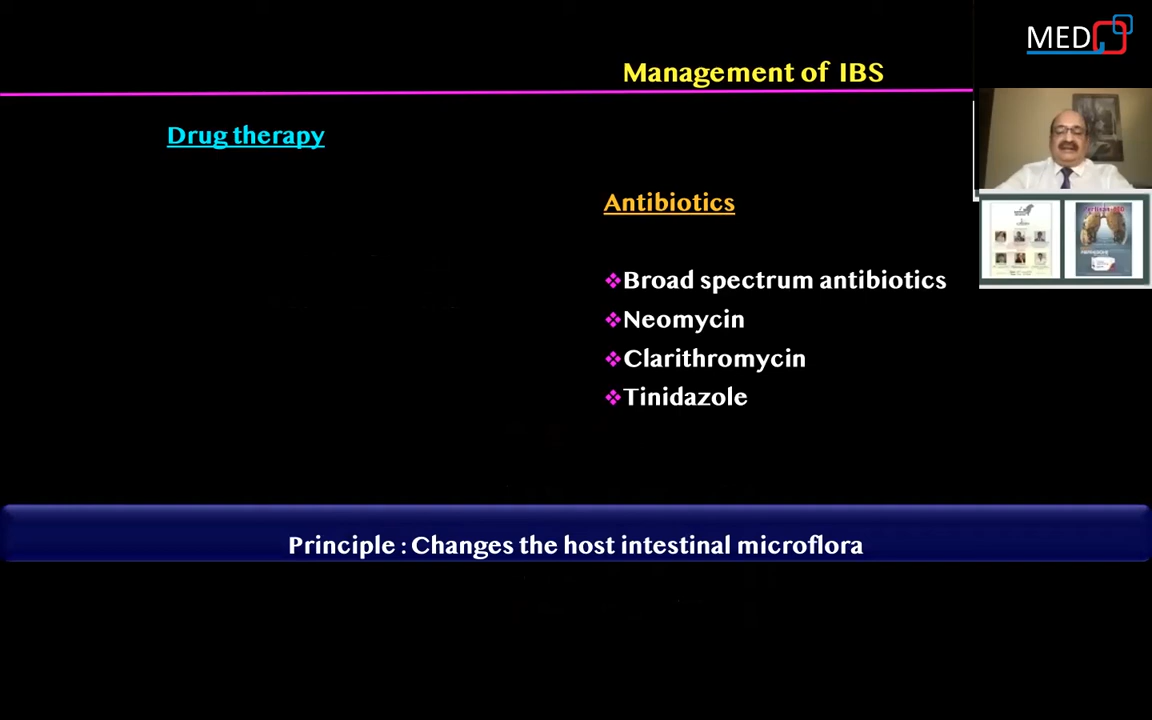 MED
Management of IBS
Drug therapy
Antibiotics
❖Broad spectrum antibiotics
❖Neomycin
❖Clarithromycin
❖Tinidazole
Principle : Changes the host intestinal microflora